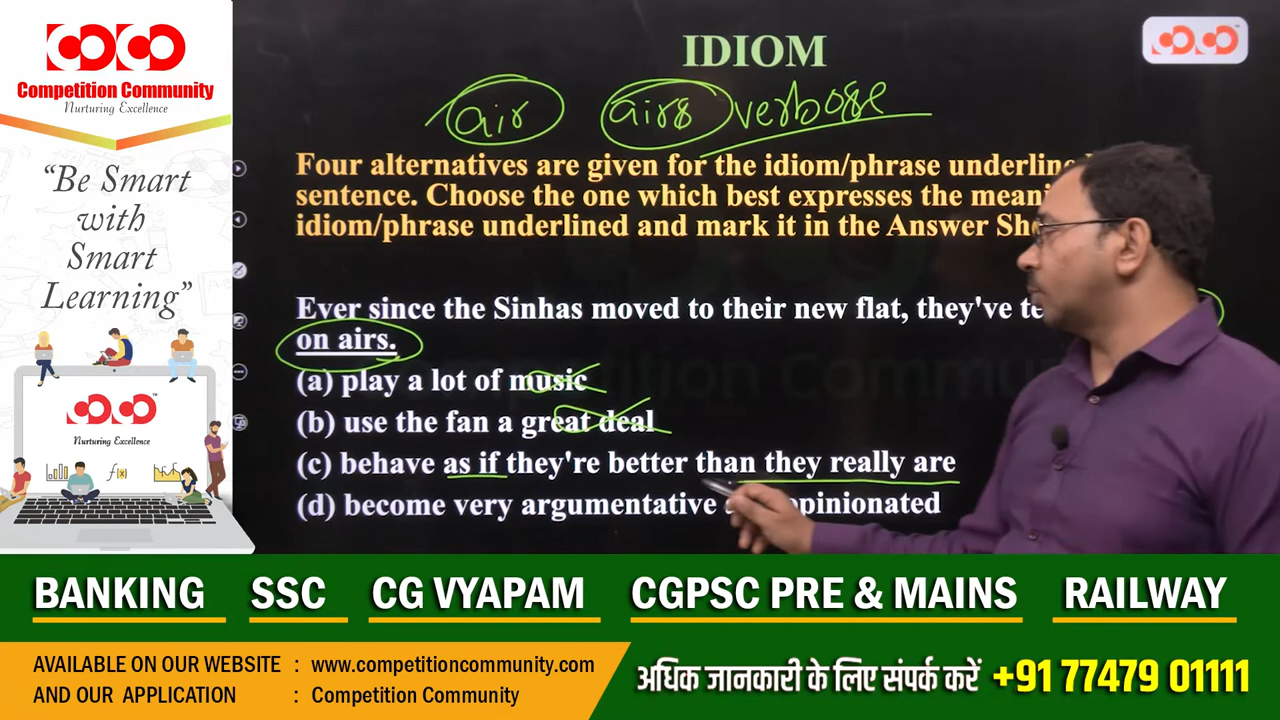 Competition Community
Nurturing Excellence
“Be Smart
with
Smart
Learning”
Nurturing Excellence
f(x)
IDIOM
air airs verbose
Four alternatives are given for the idiom/phrase
sentence. Choose the one which best expresses the
idiom/phrase underlined and mark it in the Answer
Ever since the Sinhas moved to their new flat, they've
on airs.
(a) play a lot of music
(b) use the fan a great deal
(c) behave as if they're better than they really are
(d) become very argumentative opinionated
BANKING SSC CG VYAPAM CGPSC PRE & MAINS RAILWAY
AVAILABLE ON OUR WEBSITE : www.competitioncommunity.com
AND OUR APPLICATION : Competition Community
अधिक जानकारी के लिए संपर्क करें +91 77479 01111